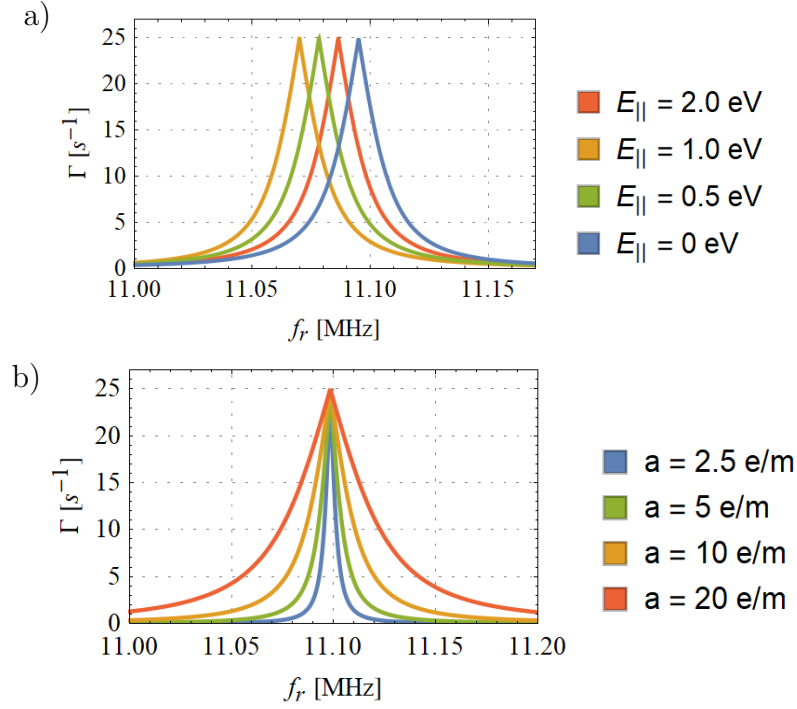 a)
25
20
15
10
5
0
Γ [s⁻¹]
11.00 11.05 11.10 11.15
f_r [MHz]
E_|| = 2.0 eV
E_|| = 1.0 eV
E_|| = 0.5 eV
E_|| = 0 eV
b)
25
20
15
10
5
0
Γ [s⁻¹]
11.00 11.05 11.10 11.15 11.20
f_r [MHz]
a = 2.5 e/m
a = 5 e/m
a = 10 e/m
a = 20 e/m